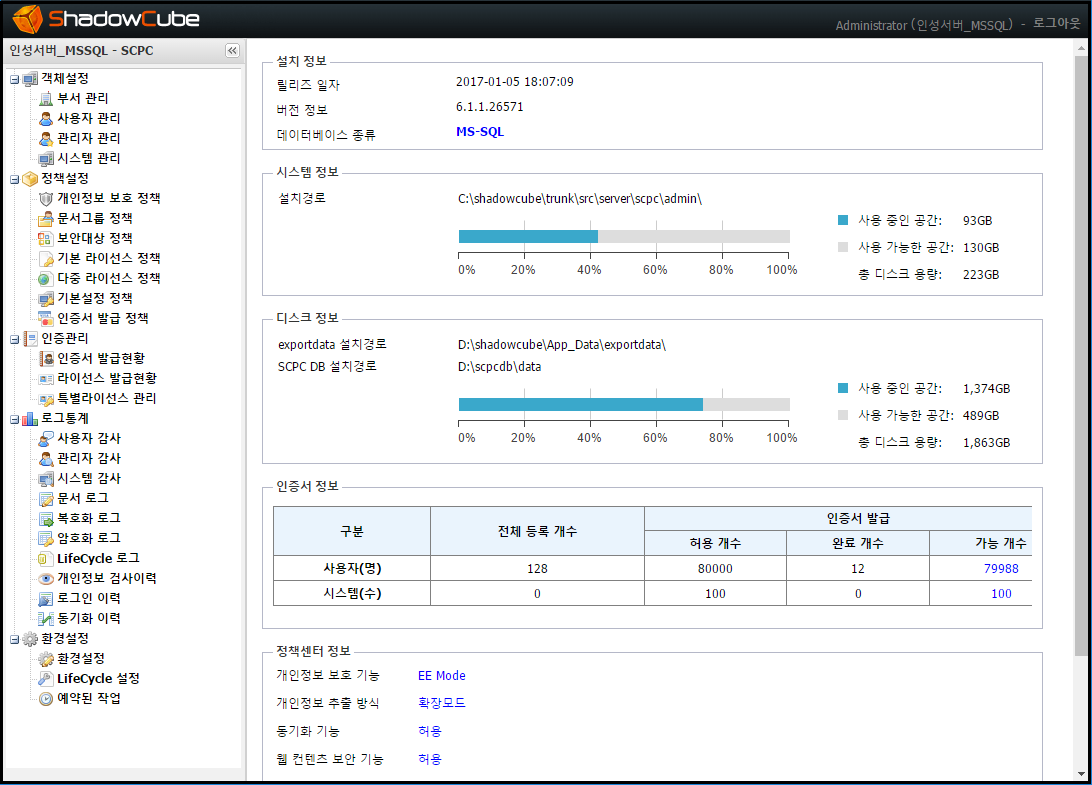 ShadowCube
Administrator (인성서버_MSSQL) - 로그아웃
인성서버_MSSQL - SCPC
객체설정
부서 관리
사용자 관리
관리자 관리
시스템 관리
정책설정
개인정보 보호 정책
문서그룹 정책
보안대상 정책
기본 라이선스 정책
다중 라이선스 정책
기본설정 정책
인증서 발급 정책
인증관리
인증서 발급현황
라이선스 발급현황
특별라이선스 관리
로그통계
사용자 감사
관리자 감사
시스템 감사
문서 로그
복호화 로그
암호화 로그
LifeCycle 로그
개인정보 검사이력
로그인 이력
동기화 이력
환경설정
환경설정
LifeCycle 설정
예약된 작업
설치 정보
릴리즈 일자 2017-01-05 18:07:09
버전 정보 6.1.1.26571
데이터베이스 종류 MS-SQL
시스템 정보
설치경로 C:\shadowcube\trunk\src\server\scpc\admin\
0% 20% 40% 60% 80% 100%
사용 중인 공간: 93GB
사용 가능한 공간: 130GB
총 디스크 용량: 223GB
디스크 정보
exportdata 설치경로 D:\shadowcube\App_Data\exportdata\
SCPC DB 설치경로 D:\scpcdb\data
0% 20% 40% 60% 80% 100%
사용 중인 공간: 1,374GB
사용 가능한 공간: 489GB
총 디스크 용량: 1,863GB
인증서 정보
구분 전체 등록 개수 인증서 발급
허용 개수 완료 개수 가능 개수
사용자(명) 128 80000 12 79988
시스템(수) 0 100 0 100
정책센터 정보
개인정보 보호 기능 EE Mode
개인정보 추출 방식 확장모드
동기화 기능 허용
웹 컨텐츠 보안 기능 허용